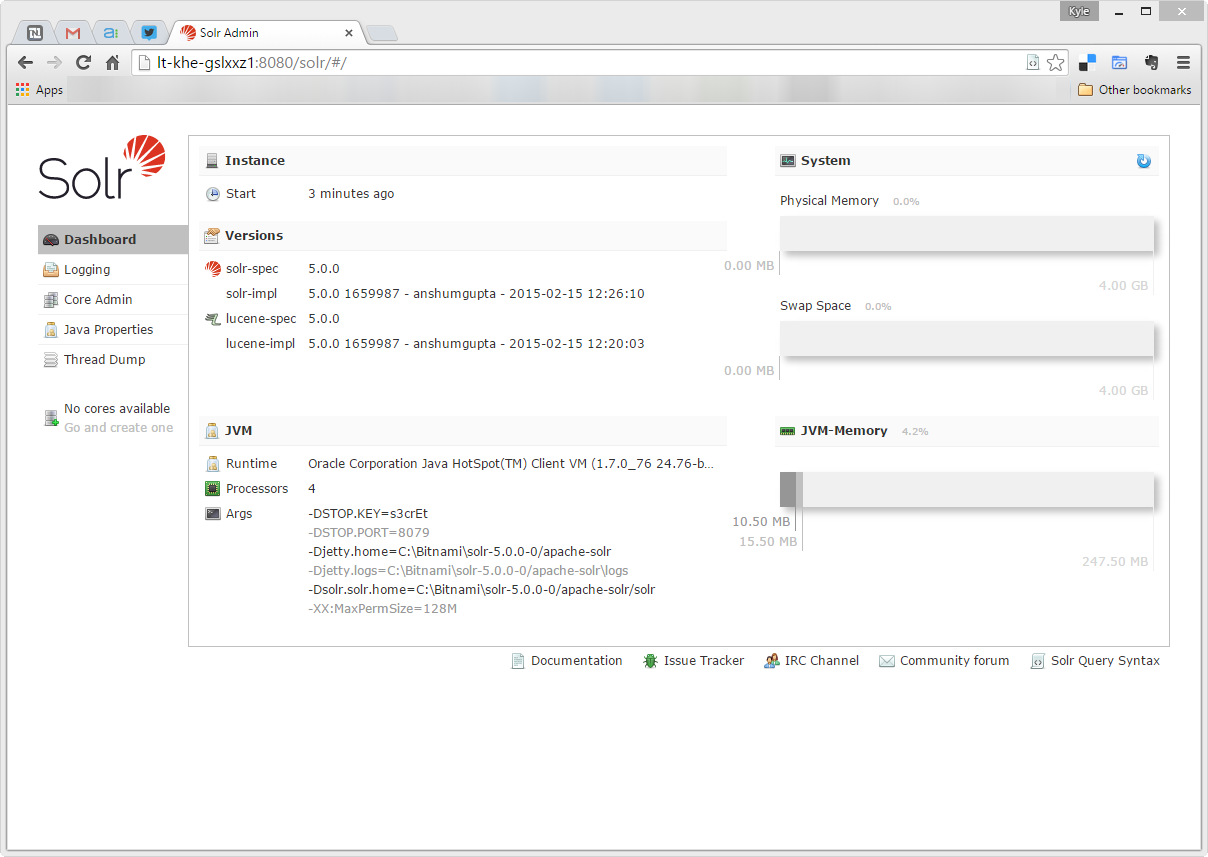 Kyle
Solr Admin
lt-khe-gslxxz1:8080/solr/#/
Apps
Other bookmarks
Solr
Dashboard
Logging
Core Admin
Java Properties
Thread Dump
No cores available
Go and create one
Instance
Start 3 minutes ago
Versions
solr-spec 5.0.0
solr-impl 5.0.0 1659987 - anshumgupta - 2015-02-15 12:26:10
lucene-spec 5.0.0
lucene-impl 5.0.0 1659987 - anshumgupta - 2015-02-15 12:20:03
System
Physical Memory 0.0%
0.00 MB
4.00 GB
Swap Space 0.0%
0.00 MB
4.00 GB
JVM
Runtime Oracle Corporation Java HotSpot(TM) Client VM (1.7.0_76 24.76-b...
Processors 4
Args -DSTOP.KEY=s3crEt
-DSTOP.PORT=8079
-Djetty.home=C:\Bitnami\solr-5.0.0-0/apache-solr
-Djetty.logs=C:\Bitnami\solr-5.0.0-0/apache-solr\logs
-Dsolr.solr.home=C:\Bitnami\solr-5.0.0-0/apache-solr/solr
-XX:MaxPermSize=128M
JVM-Memory 4.2%
10.50 MB
15.50 MB
247.50 MB
Documentation
Issue Tracker
IRC Channel
Community forum
Solr Query Syntax